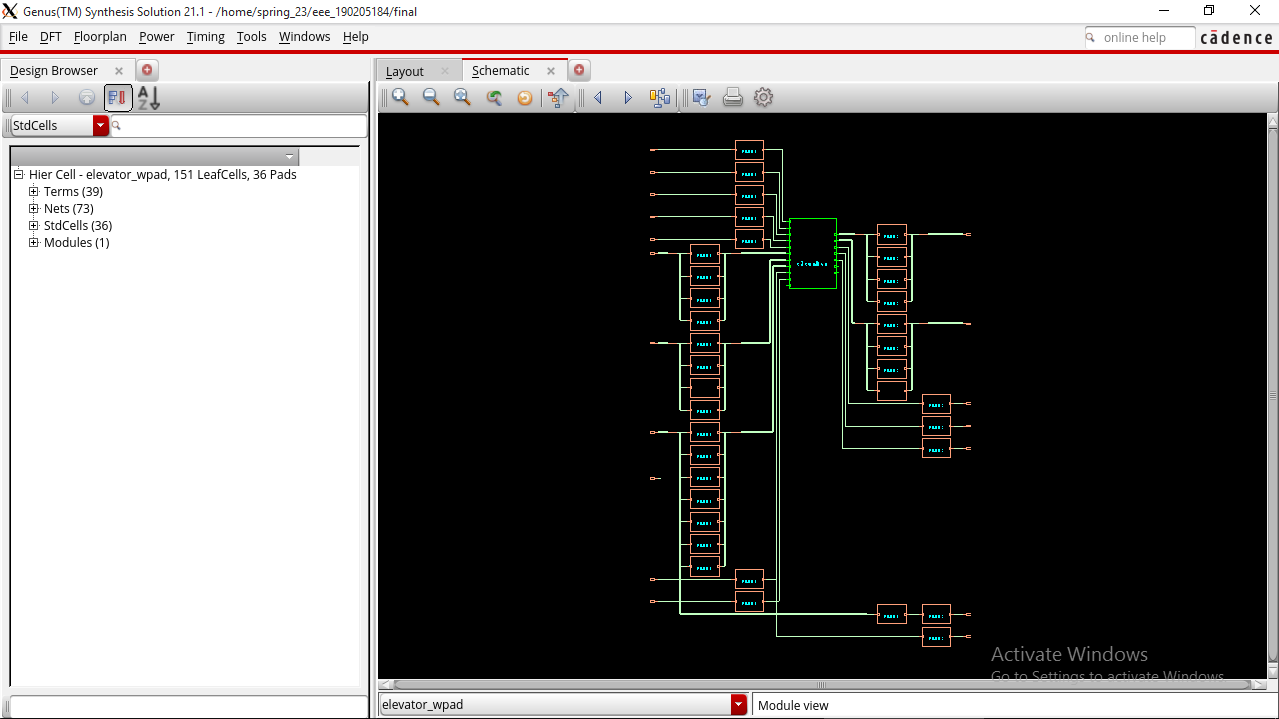 Genus(TM) Synthesis Solution 21.1 - /home/spring_23/eee_190205184/final
File DFT Floorplan Power Timing Tools Windows Help
online help
cādence
Design Browser
Layout
Schematic
StdCells
Hier Cell - elevator_wpad, 151 LeafCells, 36 Pads
Terms (39)
Nets (73)
StdCells (36)
Modules (1)
Activate Windows
Go to Settings to activate Windows.
elevator_wpad
Module view